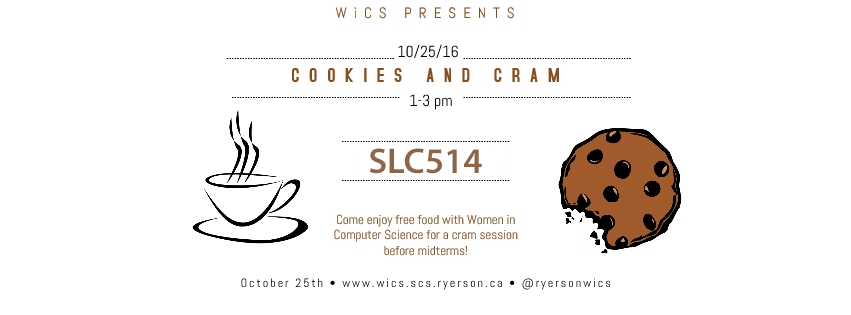 WiCS PRESENTS
10/25/16
COOKIES AND CRAM
1-3 pm
SLC514
Come enjoy free food with Women in
Computer Science for a cram session
before midterms!
October 25th • www.wics.scs.ryerson.ca • @ryersonwics